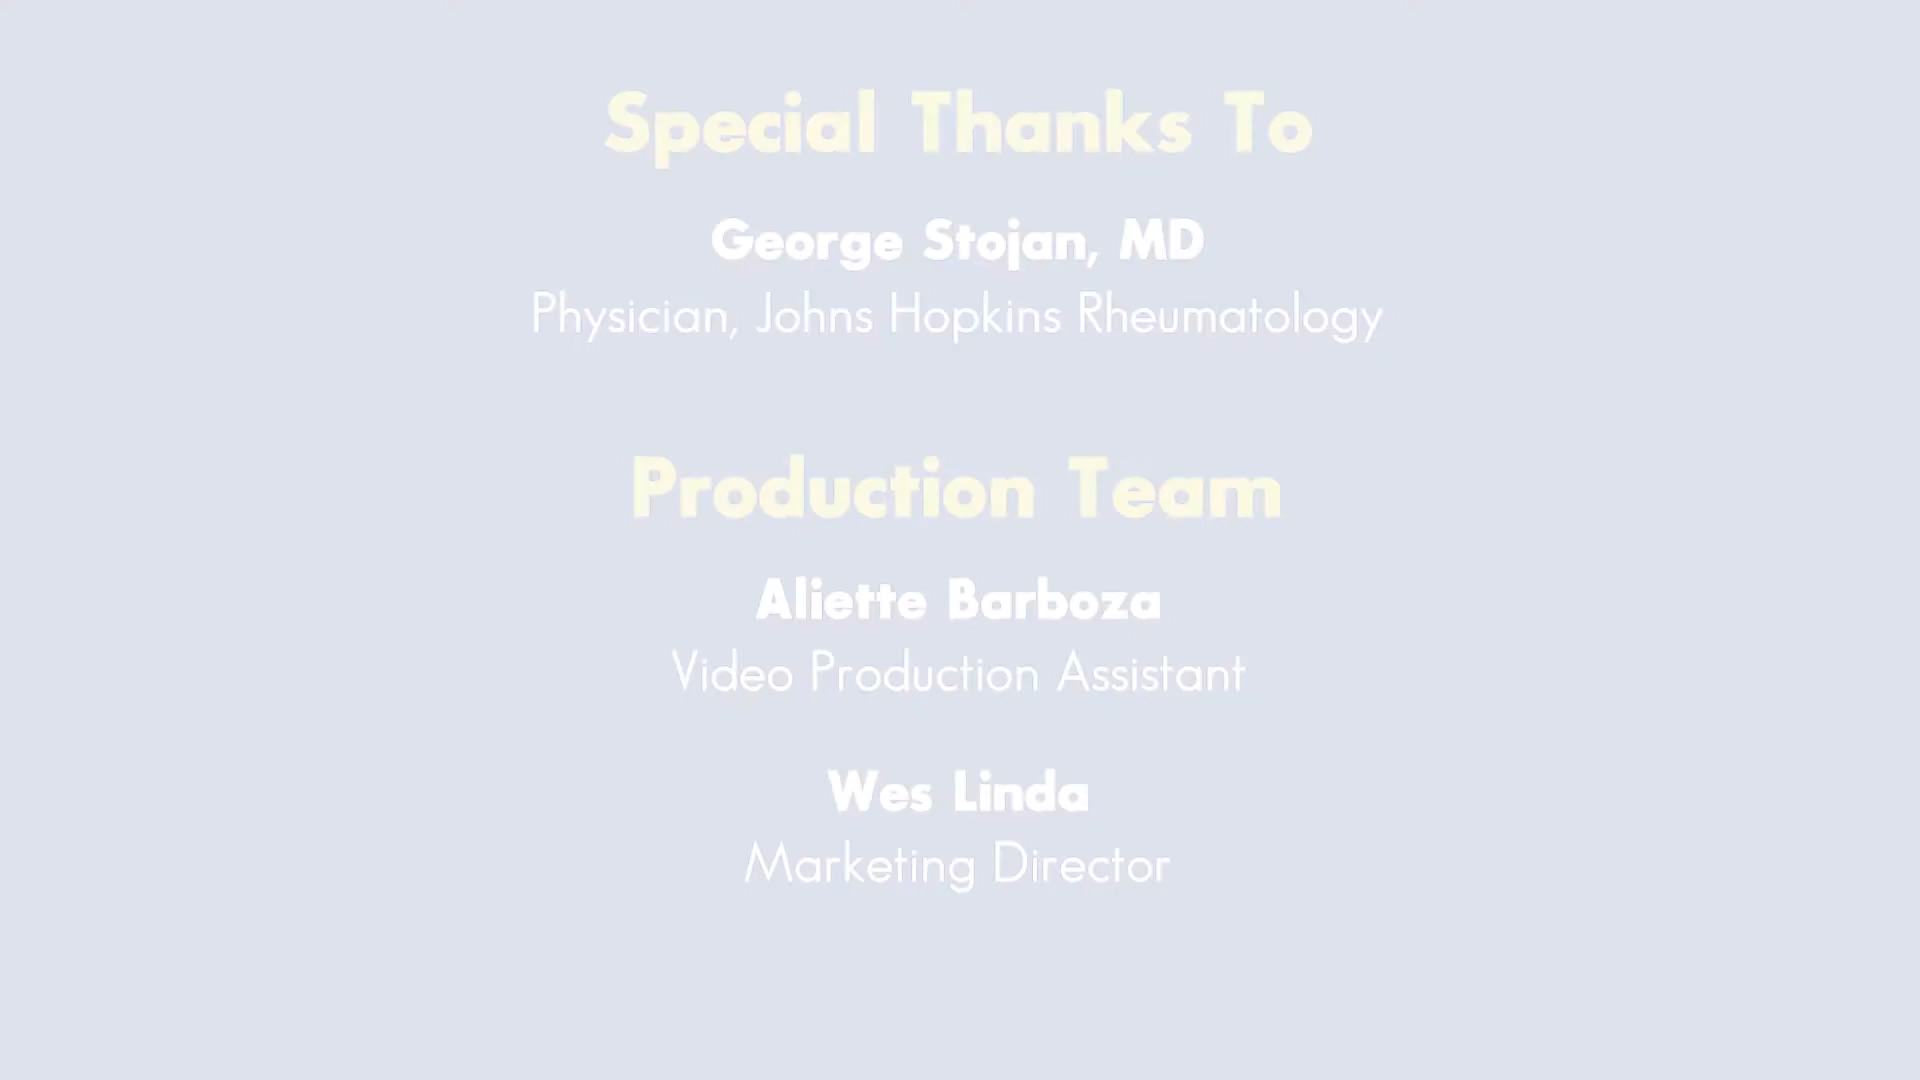 Special Thanks To
George Stojan, MD
Physician, Johns Hopkins Rheumatology
Production Team
Aliette Barboza
Video Production Assistant
Wes Linda
Marketing Director